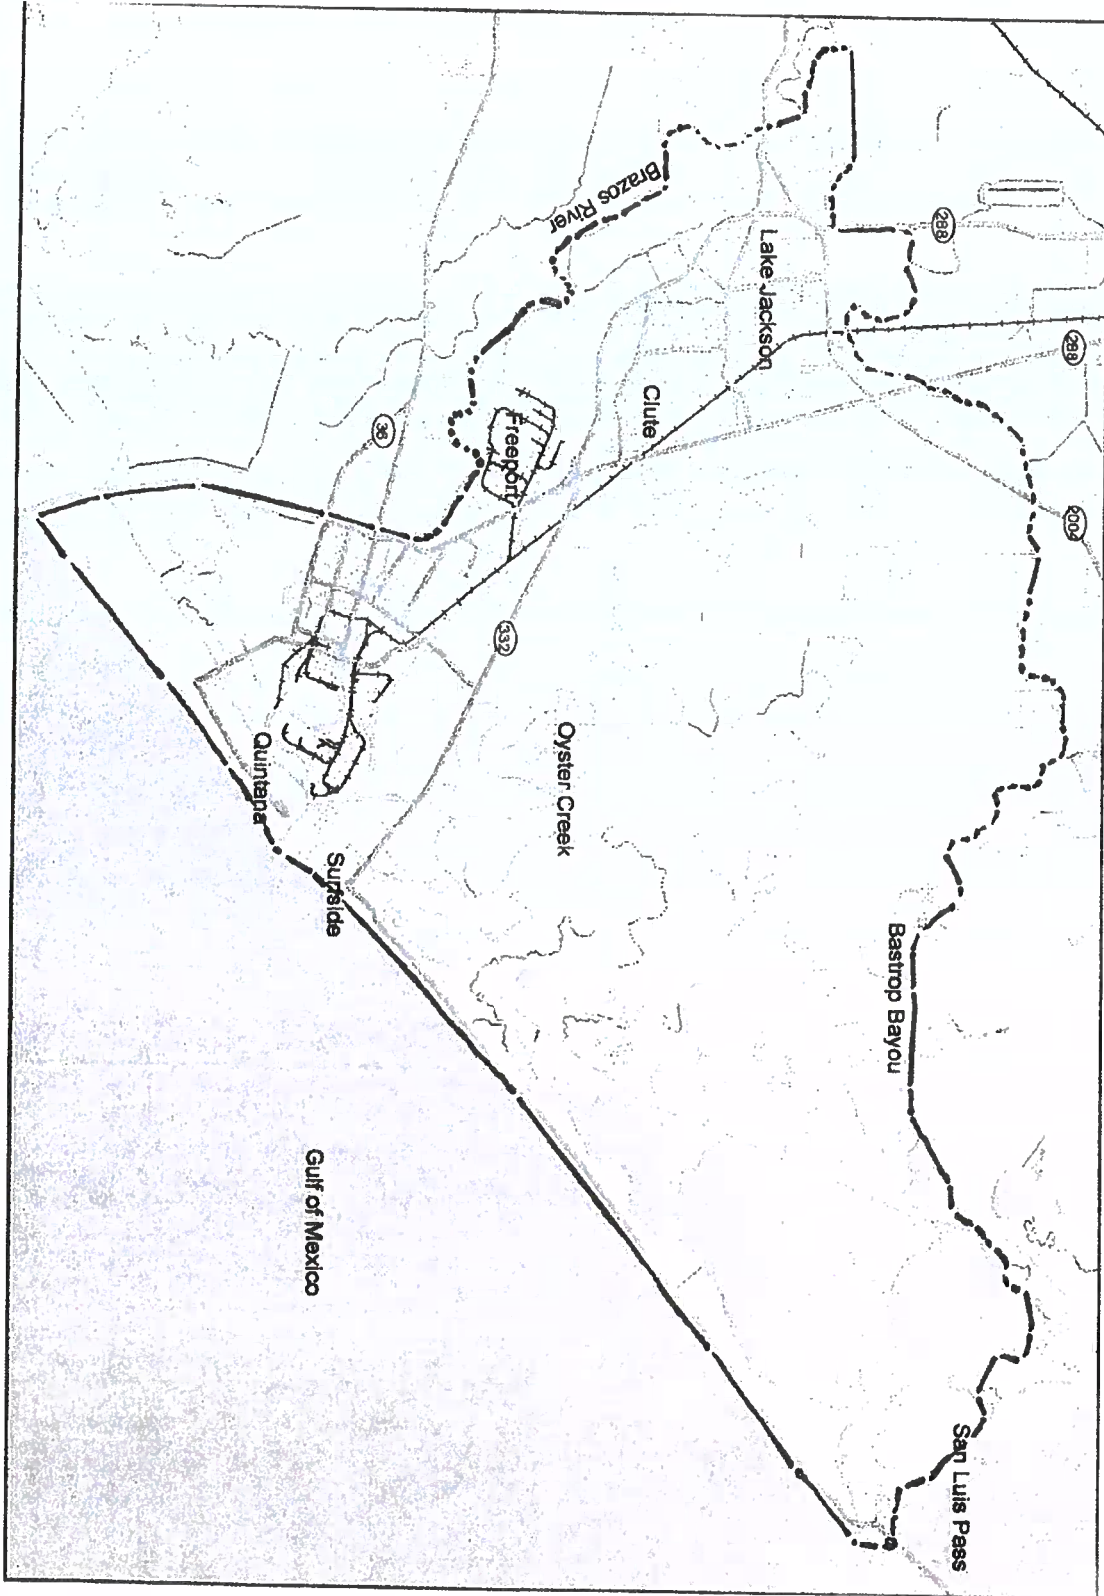 288
Brazos River
Lake Jackson
288
Clute
Freeport
36
2004
332
Oyster Creek
Quintana
Surfside
Bastrop Bayou
Gulf of Mexico
San Luis Pass